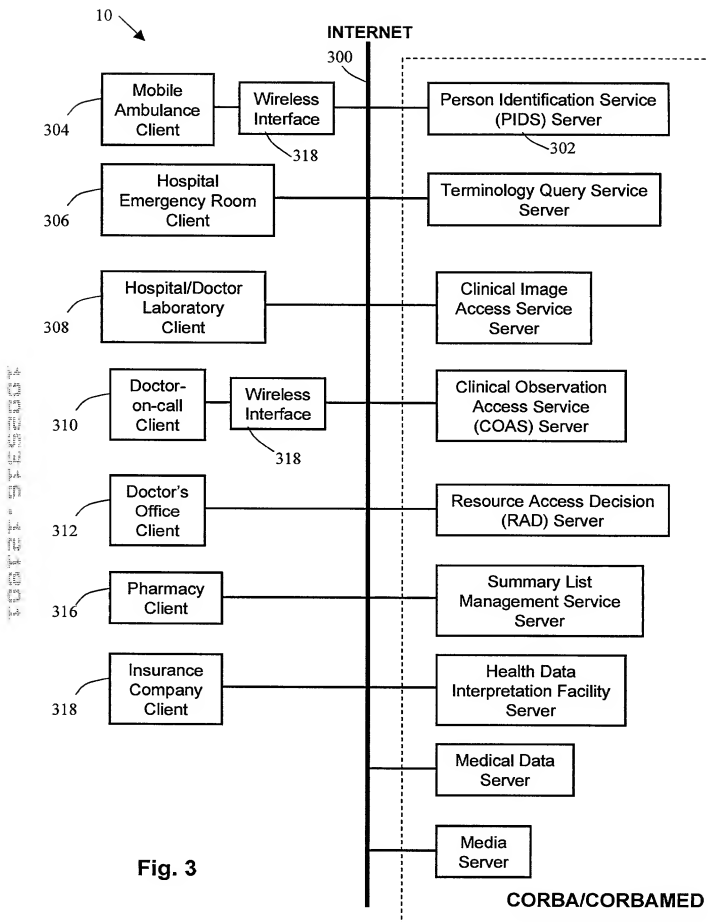 10
INTERNET
300
Mobile
Ambulance
Client
304
Wireless
Interface
318
Person Identification Service
(PIDS) Server
302
Hospital
Emergency Room
Client
306
Terminology Query Service
Server
Hospital/Doctor
Laboratory
Client
308
Clinical Image
Access Service
Server
Doctor-
on-call
Client
310
Wireless
Interface
318
Clinical Observation
Access Service
(COAS) Server
Doctor's
Office
Client
312
Resource Access Decision
(RAD) Server
Pharmacy
Client
316
Summary List
Management Service
Server
Insurance
Company
Client
318
Health Data
Interpretation Facility
Server
Medical Data
Server
Media
Server
Fig. 3
CORBA/CORBAMED